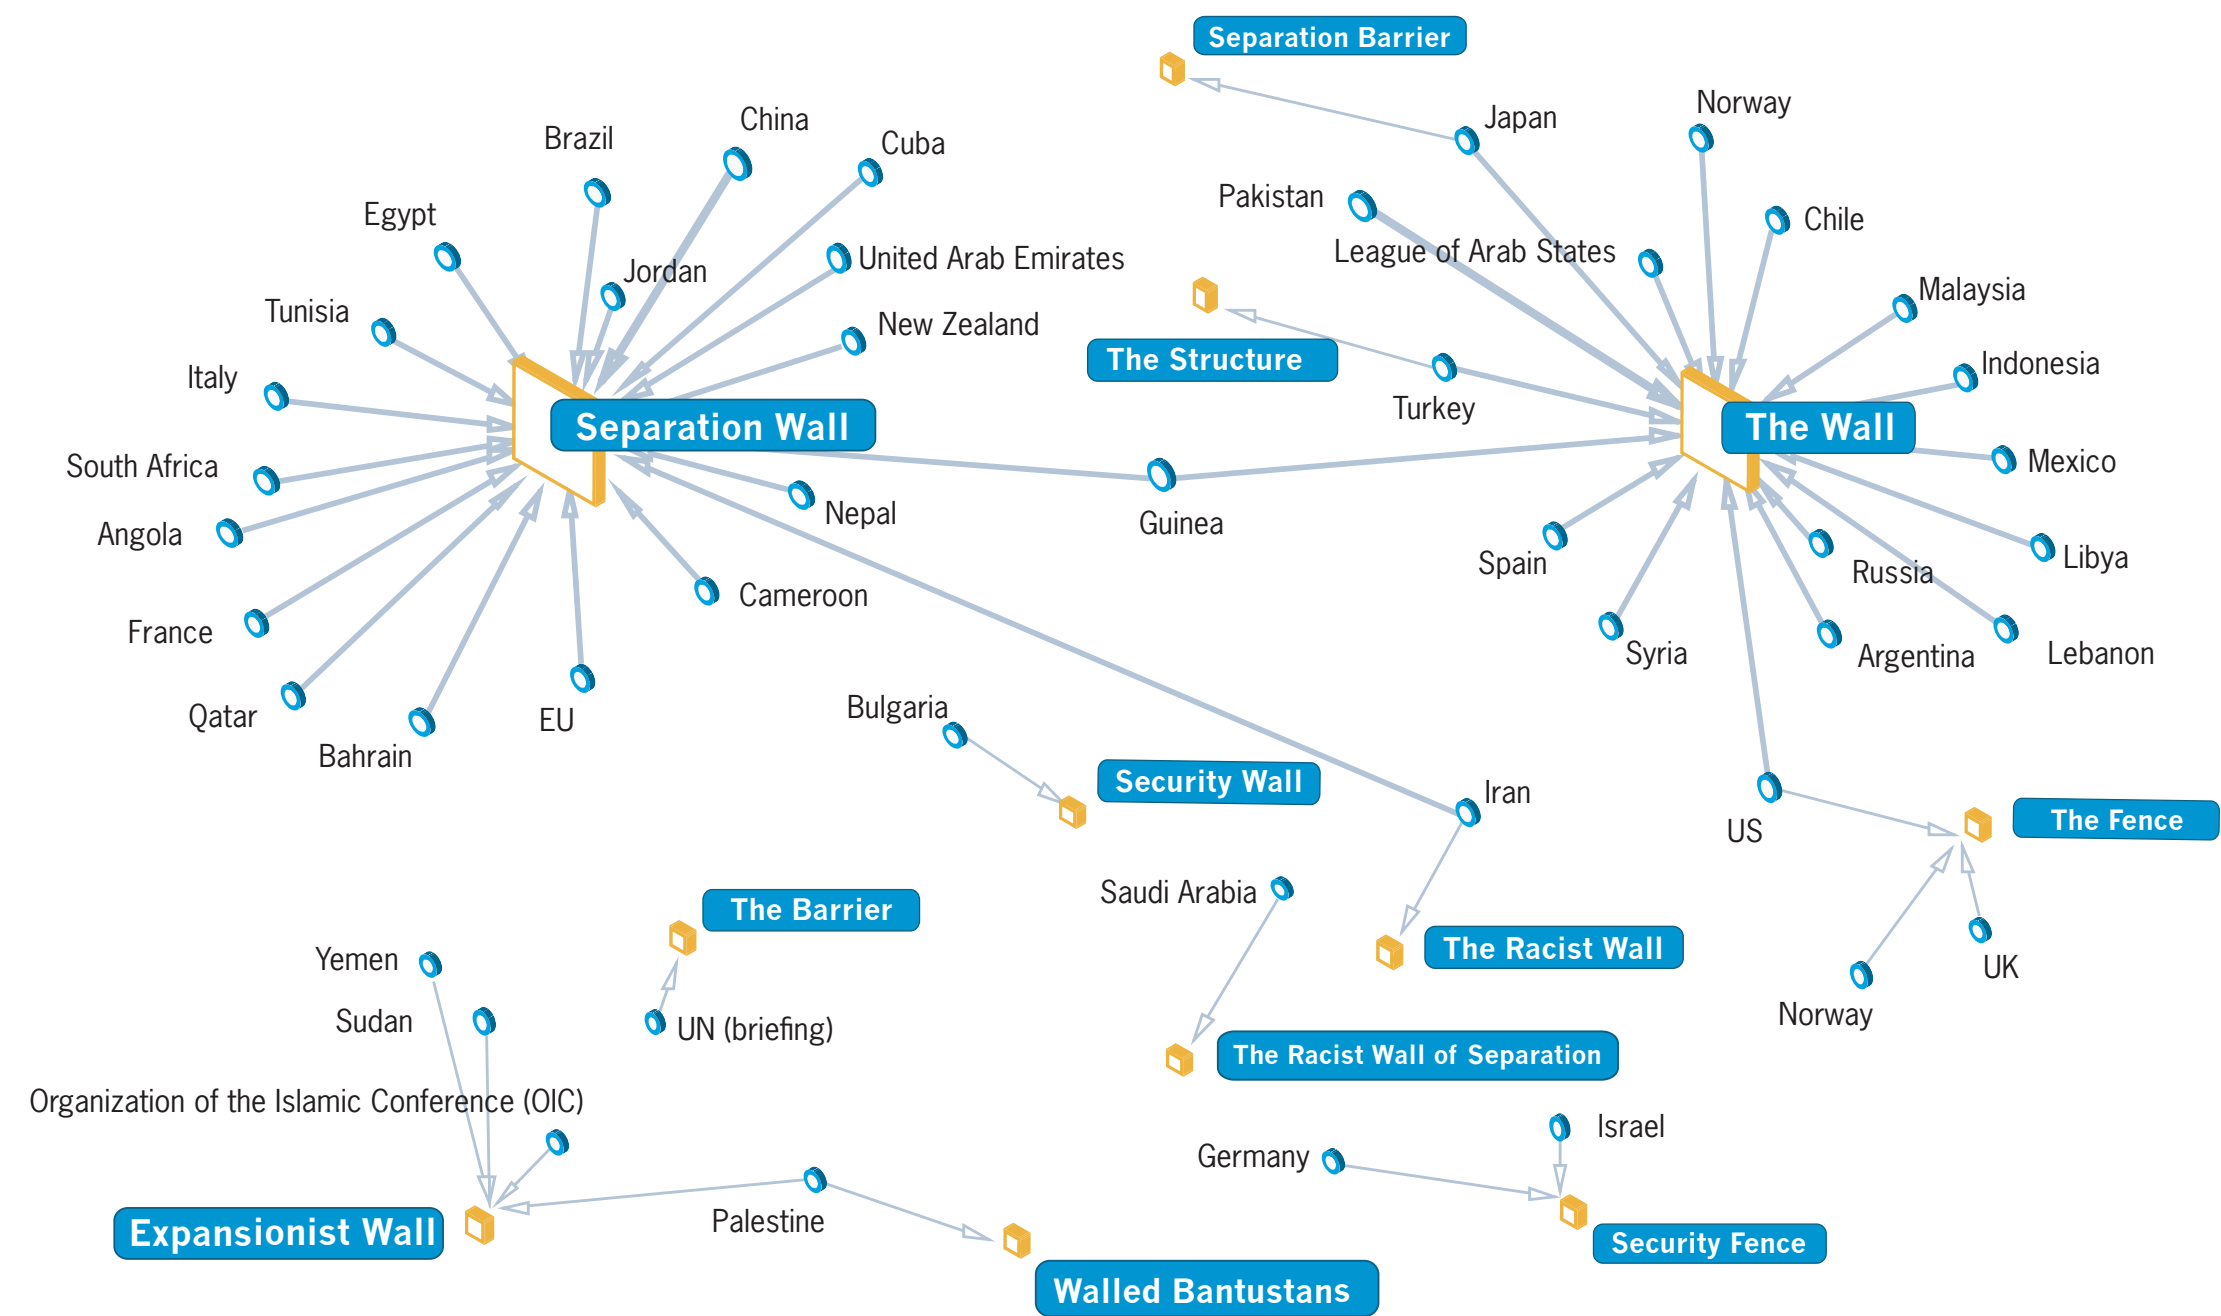 Separation Barrier
Norway
China
Japan
Brazil
Cuba
Pakistan
Egypt
Chile
League of Arab States
United Arab Emirates
Jordan
Malaysia
Tunisia
New Zealand
The Structure
Indonesia
Italy
Turkey
Separation Wall
The Wall
South Africa
Mexico
Nepal
Guinea
Angola
Spain
Libya
Russia
Cameroon
France
Syria
Argentina
Lebanon
Bulgaria
Qatar
EU
Bahrain
Security Wall
Iran
US
The Fence
Saudi Arabia
The Barrier
The Racist Wall
Yemen
UK
Norway
Sudan
UN (briefing)
The Racist Wall of Separation
Organization of the Islamic Conference (OIC)
Israel
Germany
Palestine
Expansionist Wall
Security Fence
Walled Bantustans